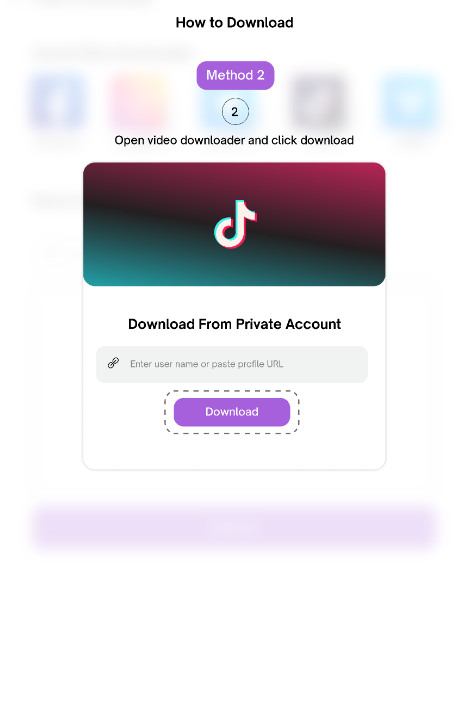 How to Download
Method 2
2
Open video downloader and click download
Download From Private Account
Enter user name or paste profile URL
Download